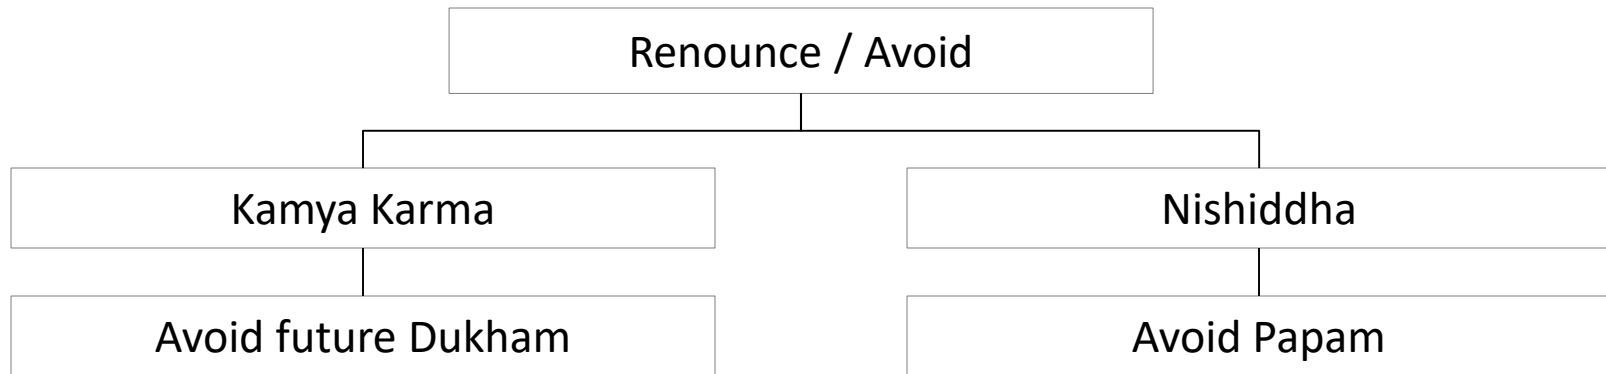 Renounce / Avoid
Kamya Karma
Nishiddha
Avoid future Dukham
Avoid Papam